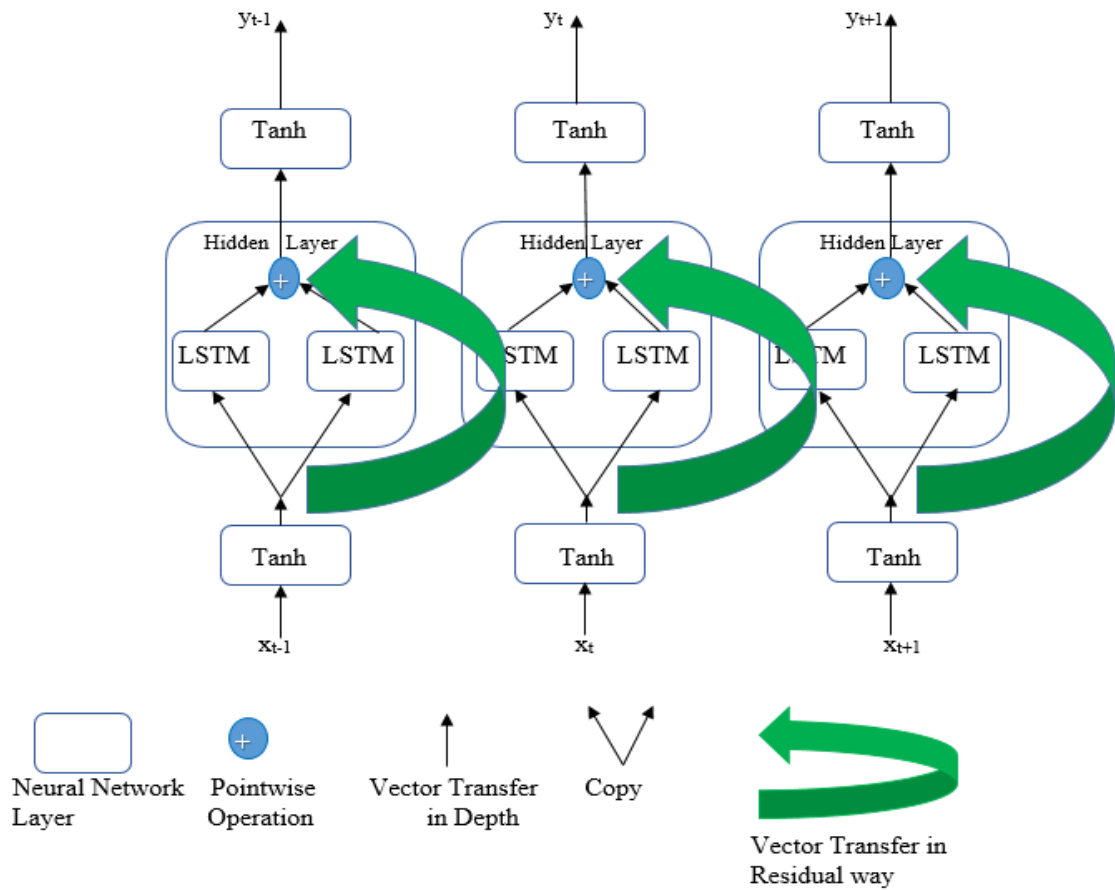 yt-1 yt yt+1
Tanh Tanh Tanh
Hidden Layer Hidden Layer Hidden Layer
+ + +
LSTM LSTM LSTM LSTM LSTM LSTM
Tanh Tanh Tanh
xt-1 xt xt+1
+
Neural Network
Layer
Pointwise
Operation
Vector Transfer
in Depth
Copy
Vector Transfer in
Residual way